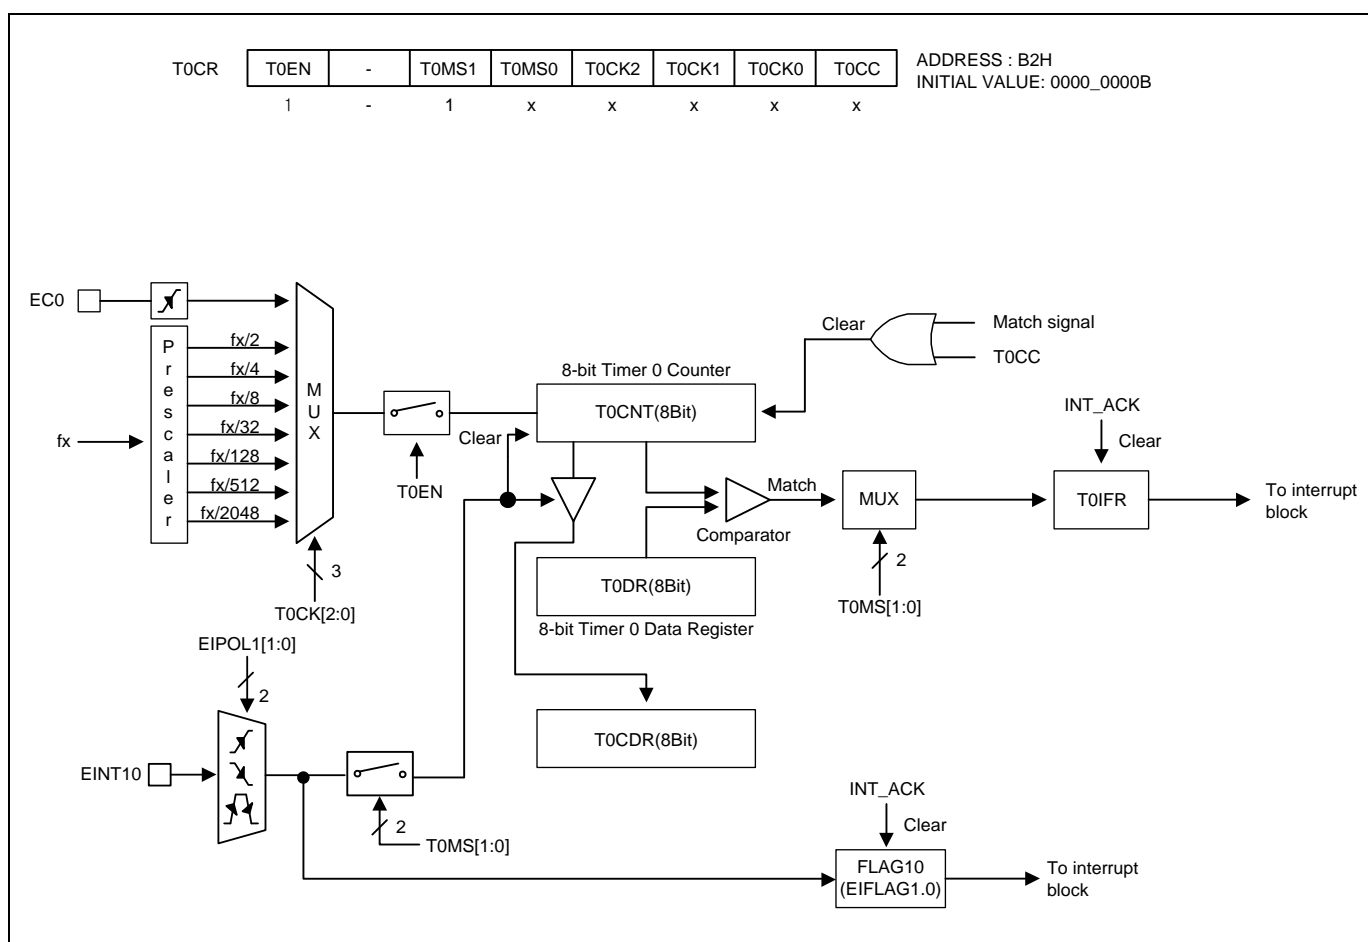 T0CR T0EN - T0MS1 T0MS0 T0CK2 T0CK1 T0CK0 T0CC ADDRESS : B2H
INITIAL VALUE: 0000_0000B
1 - 1 x x x x x
EC0
Prescaler
fx
fx/2
fx/4
fx/8
fx/32
fx/128
fx/512
fx/2048
MUX
3
T0CK[2:0]
T0EN
Clear
8-bit Timer 0 Counter
T0CNT(8Bit)
Clear
Match signal
T0CC
Comparator
Match
MUX
2
T0MS[1:0]
INT_ACK
Clear
T0IFR
To interrupt
block
T0DR(8Bit)
8-bit Timer 0 Data Register
T0CDR(8Bit)
EIPOL1[1:0]
2
EINT10
2
T0MS[1:0]
INT_ACK
Clear
FLAG10
(EIFLAG1.0)
To interrupt
block